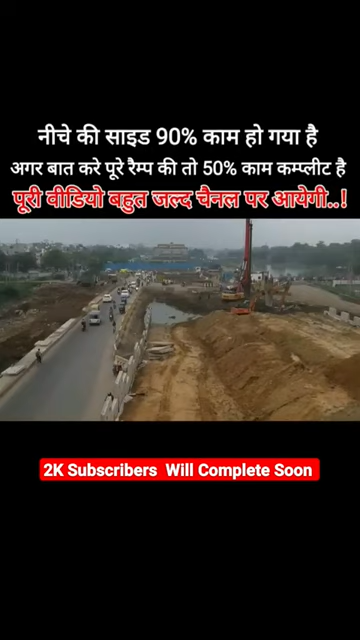 नीचे की साइड 90% काम हो गया है
अगर बात करे पूरे रैम्प की तो 50% काम कम्प्लीट है
पूरी वीडियो बहुत जल्द चैनल पर आयेगी..!
2K Subscribers Will Complete Soon